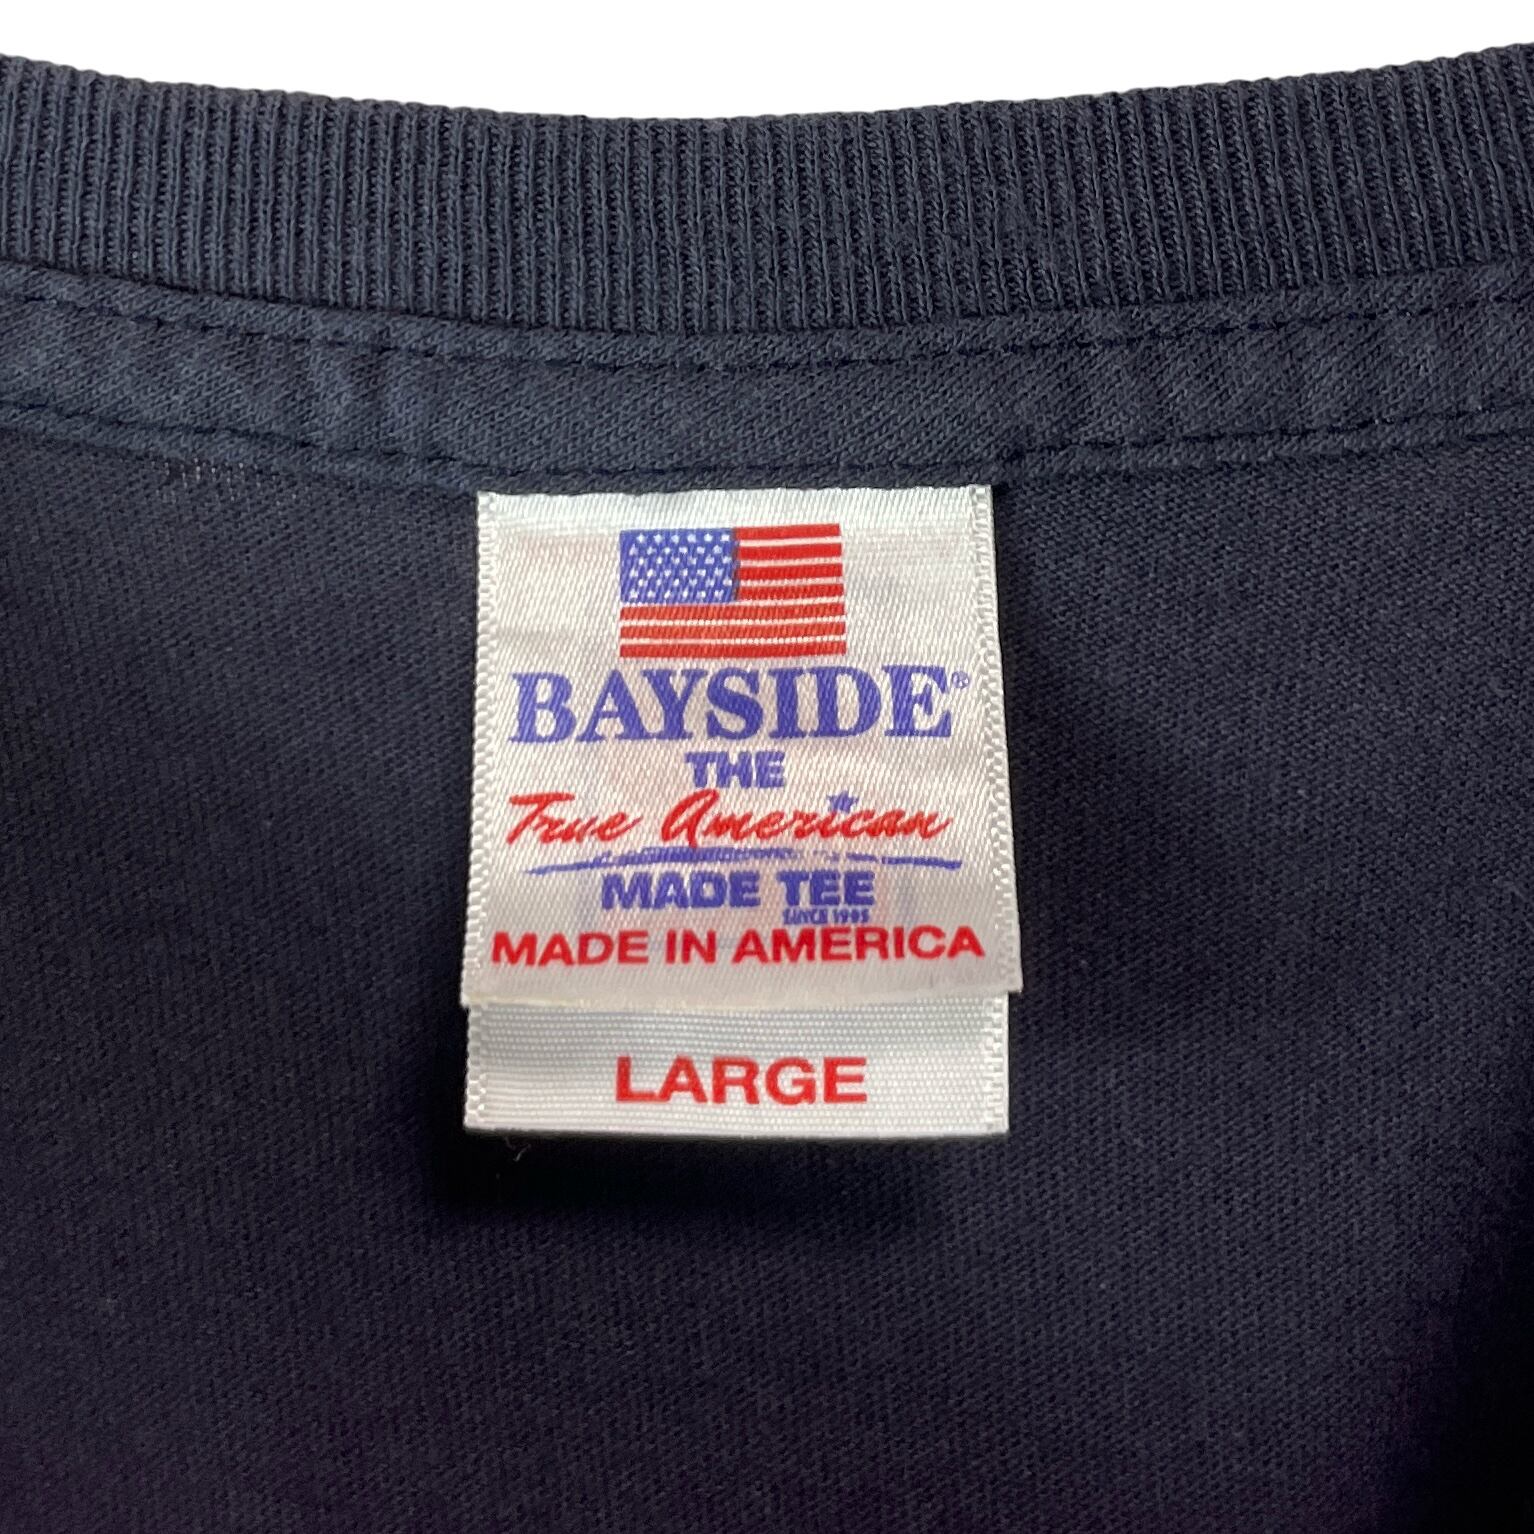 BAYSIDE®
THE
True American
MADE TEE
SINCE 1995
MADE IN AMERICA
LARGE